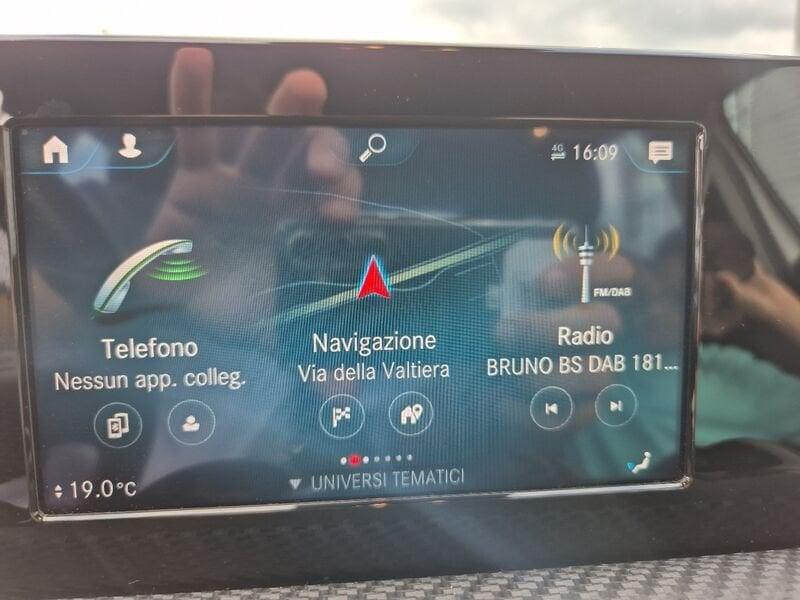 4G 16:09
FM/DAB
Telefono
Nessun app. colleg.
Navigazione
Via della Valtiera
Radio
BRUNO BS DAB 181...
19.0°C
UNIVERSI TEMATICI